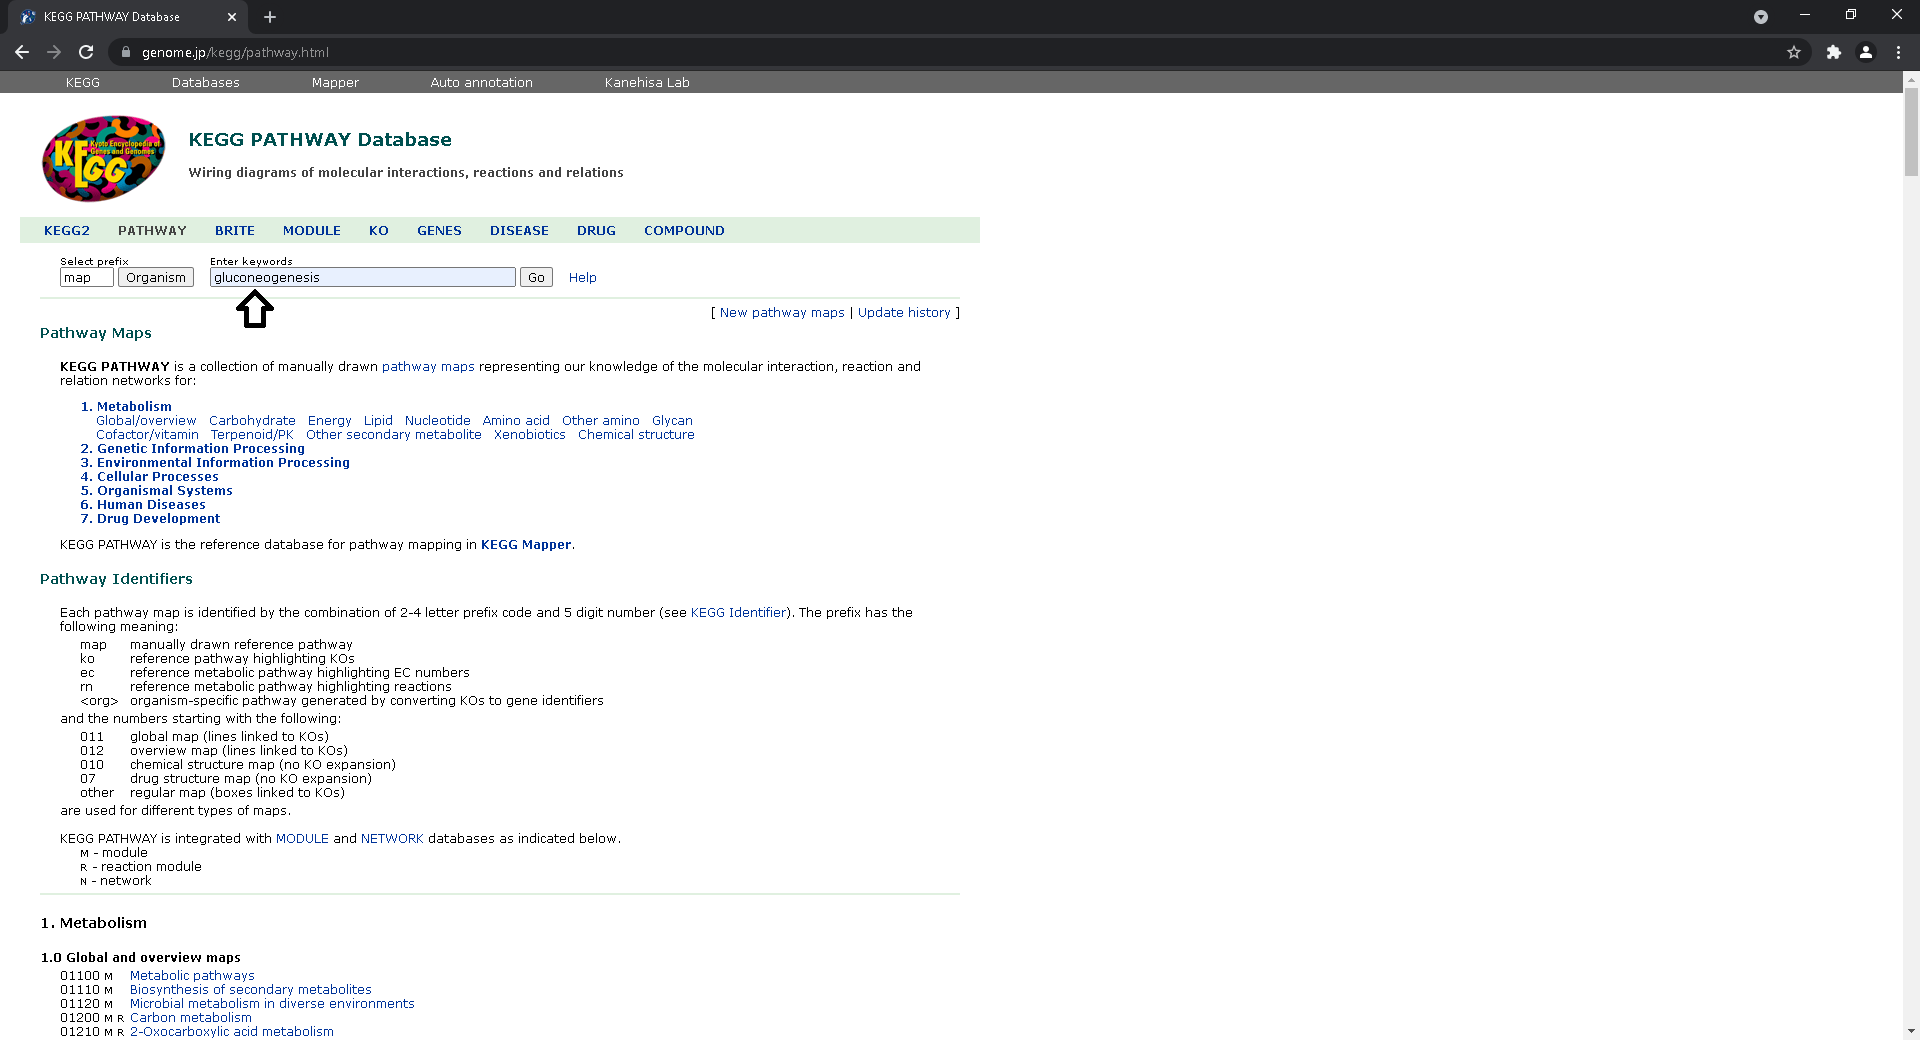 KEGG PATHWAY Database
genome.jp/kegg/pathway.html
KEGG Databases Mapper Auto annotation Kanehisa Lab
KEGG
Kyoto Encyclopedia of
Genes and Genomes
KEGG PATHWAY Database
Wiring diagrams of molecular interactions, reactions and relations
KEGG2 PATHWAY BRITE MODULE KO GENES DISEASE DRUG COMPOUND
Select prefix Enter keywords
map Organism gluconeogenesis Go Help
[ New pathway maps | Update history ]
Pathway Maps
KEGG PATHWAY is a collection of manually drawn pathway maps representing our knowledge of the molecular interaction, reaction and
relation networks for:
1. Metabolism
Global/overview Carbohydrate Energy Lipid Nucleotide Amino acid Other amino Glycan
Cofactor/vitamin Terpenoid/PK Other secondary metabolite Xenobiotics Chemical structure
2. Genetic Information Processing
3. Environmental Information Processing
4. Cellular Processes
5. Organismal Systems
6. Human Diseases
7. Drug Development
KEGG PATHWAY is the reference database for pathway mapping in KEGG Mapper.
Pathway Identifiers
Each pathway map is identified by the combination of 2-4 letter prefix code and 5 digit number (see KEGG Identifier). The prefix has the
following meaning:
map manually drawn reference pathway
ko reference pathway highlighting KOs
ec reference metabolic pathway highlighting EC numbers
rn reference metabolic pathway highlighting reactions
<org> organism-specific pathway generated by converting KOs to gene identifiers
and the numbers starting with the following:
011 global map (lines linked to KOs)
012 overview map (lines linked to KOs)
010 chemical structure map (no KO expansion)
07 drug structure map (no KO expansion)
other regular map (boxes linked to KOs)
are used for different types of maps.
KEGG PATHWAY is integrated with MODULE and NETWORK databases as indicated below.
M - module
R - reaction module
N - network
1. Metabolism
1.0 Global and overview maps
01100 M Metabolic pathways
01110 M Biosynthesis of secondary metabolites
01120 M Microbial metabolism in diverse environments
01200 M R Carbon metabolism
01210 M R 2-Oxocarboxylic acid metabolism